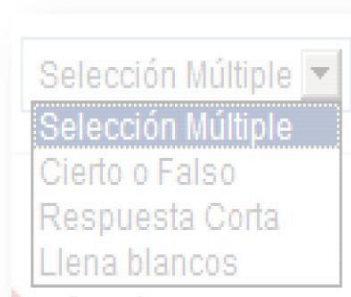 Selección Múltiple
Selección Múltiple
Cierto o Falso
Respuesta Corta
Llena blancos